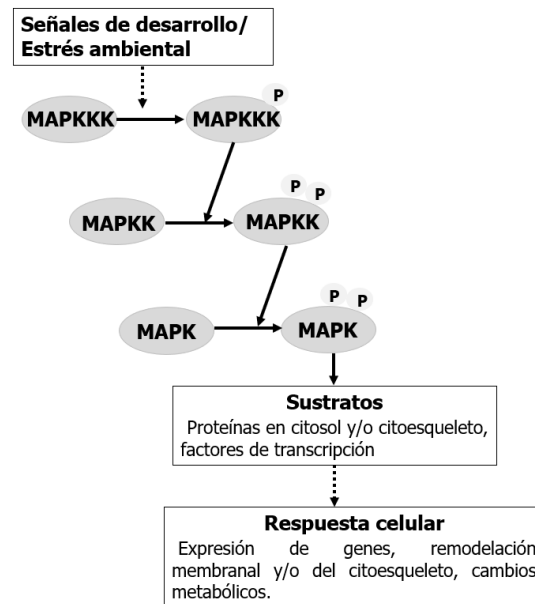 Señales de desarrollo/
Estrés ambiental
P
MAPKKK MAPKKK
P P
MAPKK MAPKK
P P
MAPK MAPK
Sustratos
Proteínas en citosol y/o citoesqueleto,
factores de transcripción
Respuesta celular
Expresión de genes, remodelación
membranal y/o del citoesqueleto, cambios
metabólicos.